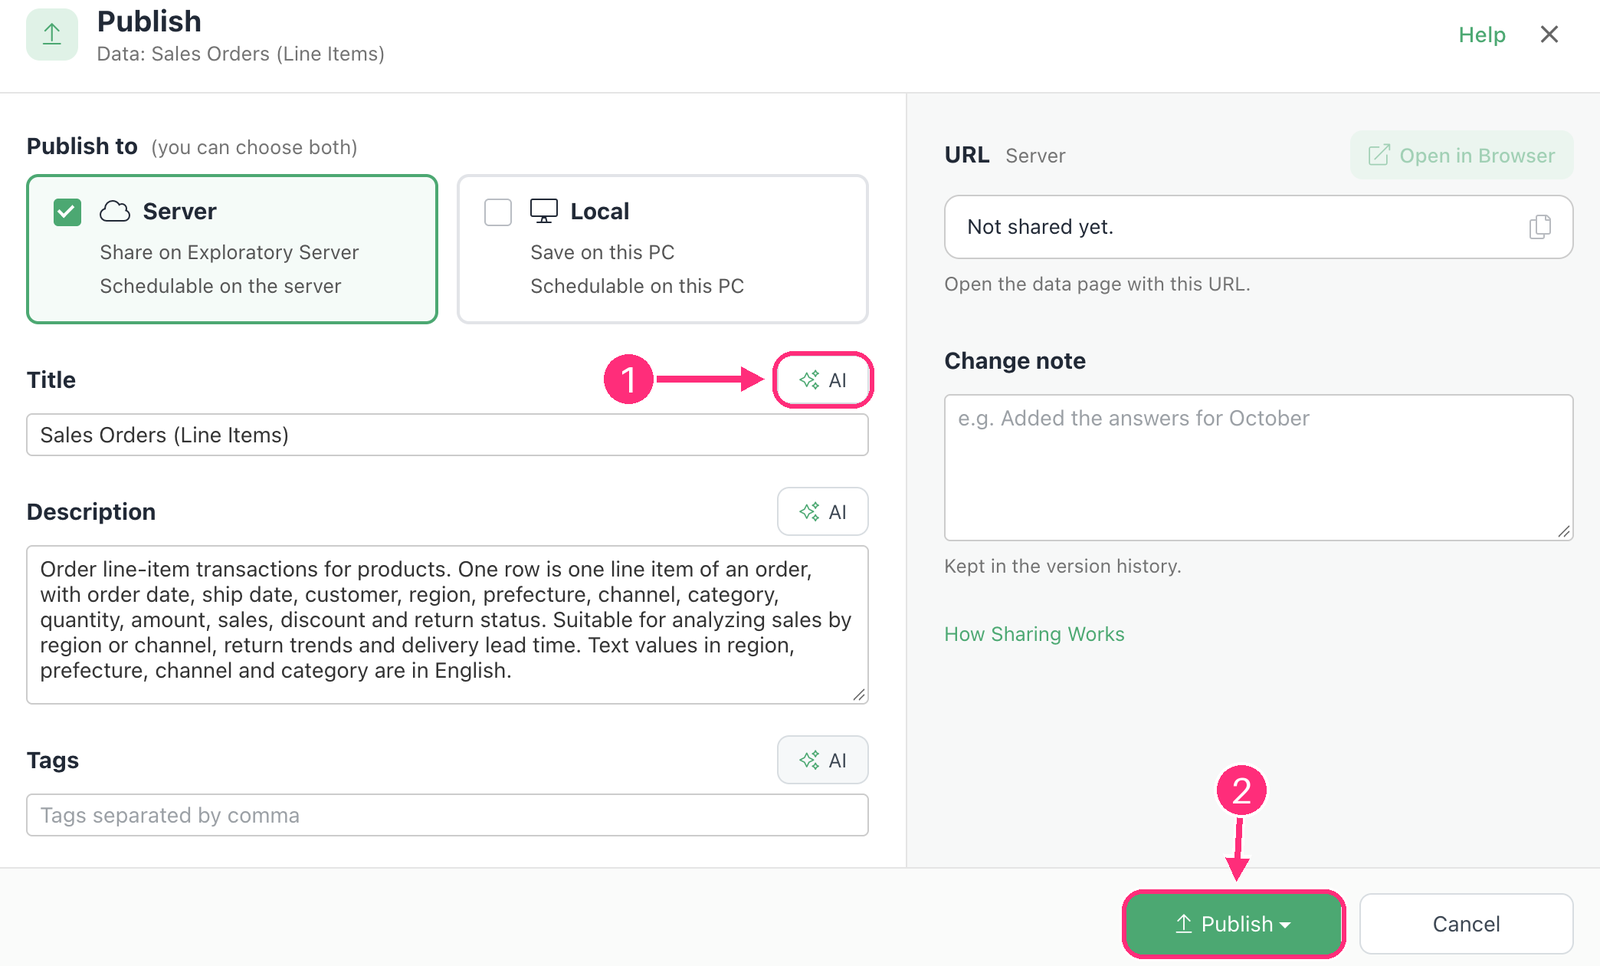 Publish
Data: Sales Orders (Line Items)
Help
Publish to (you can choose both)
Server
Share on Exploratory Server
Schedulable on the server
Local
Save on this PC
Schedulable on this PC
Title
1
AI
Sales Orders (Line Items)
Description
AI
Order line-item transactions for products. One row is one line item of an order,
with order date, ship date, customer, region, prefecture, channel, category,
quantity, amount, sales, discount and return status. Suitable for analyzing sales by
region or channel, return trends and delivery lead time. Text values in region,
prefecture, channel and category are in English.
Tags
AI
Tags separated by comma
URL Server
Open in Browser
Not shared yet.
Open the data page with this URL.
Change note
e.g. Added the answers for October
Kept in the version history.
How Sharing Works
2
Publish
Cancel